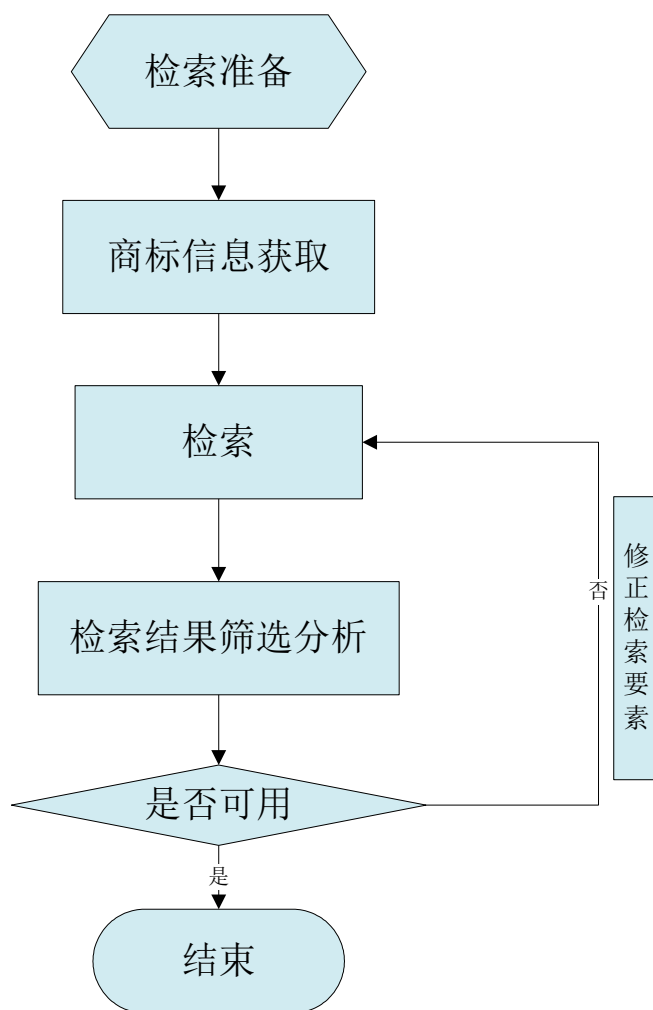 检索准备
商标信息获取
检索
检索结果筛选分析
是否可用
否
修正检索要素
是
结束